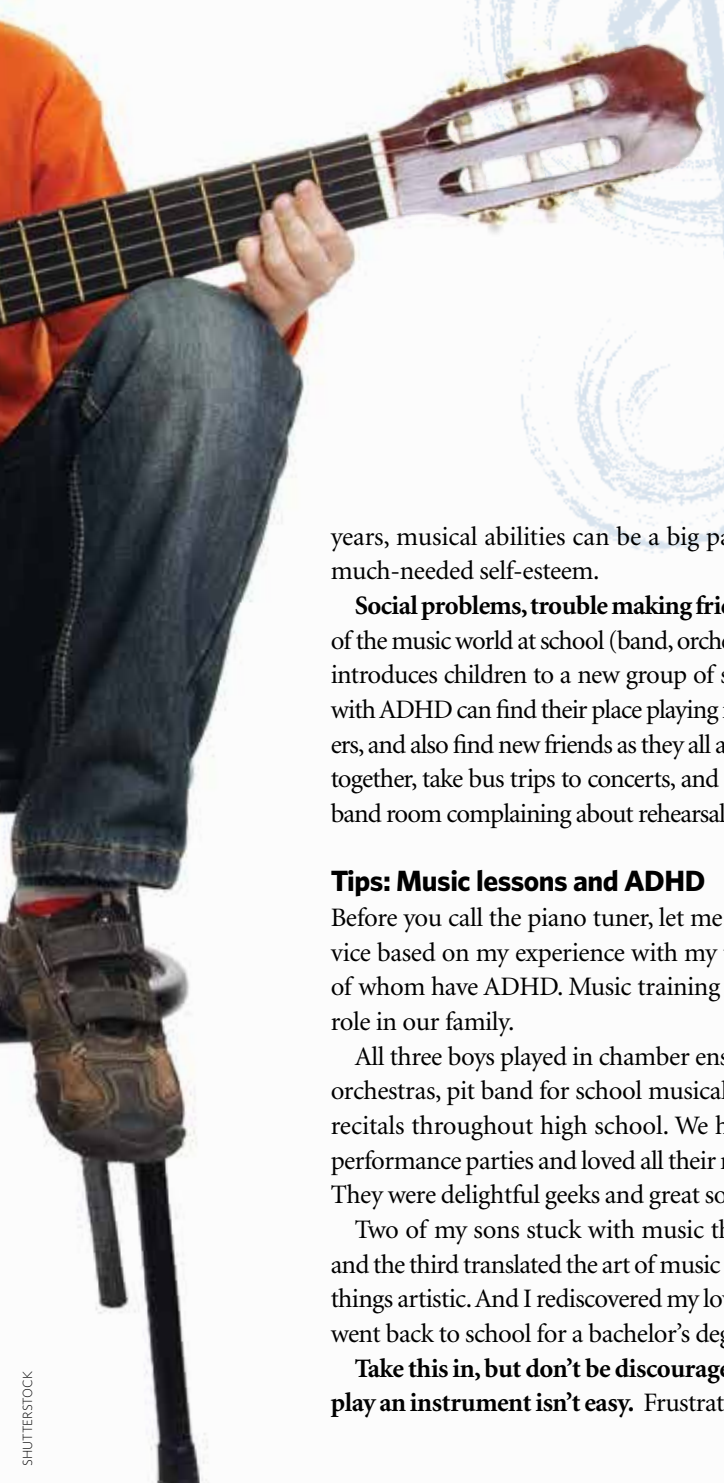 years, musical abilities can be a big
much-needed self-esteem.
Social problems, trouble making
of the music world at school (band,
introduces children to a new group of
with ADHD can find their place playing
ers, and also find new friends as they all
together, take bus trips to concerts, and
band room complaining about rehearsal
Tips: Music lessons and ADHD
Before you call the piano tuner, let me
vice based on my experience with my
of whom have ADHD. Music training
role in our family.
All three boys played in chamber
orchestras, pit band for school musical
recitals throughout high school. We
performance parties and loved all their
They were delightful geeks and great
Two of my sons stuck with music
and the third translated the art of music
things artistic. And I rediscovered my
went back to school for a bachelor's
Take this in, but don't be
play an instrument isn't easy.
SHUTTERSTOCK